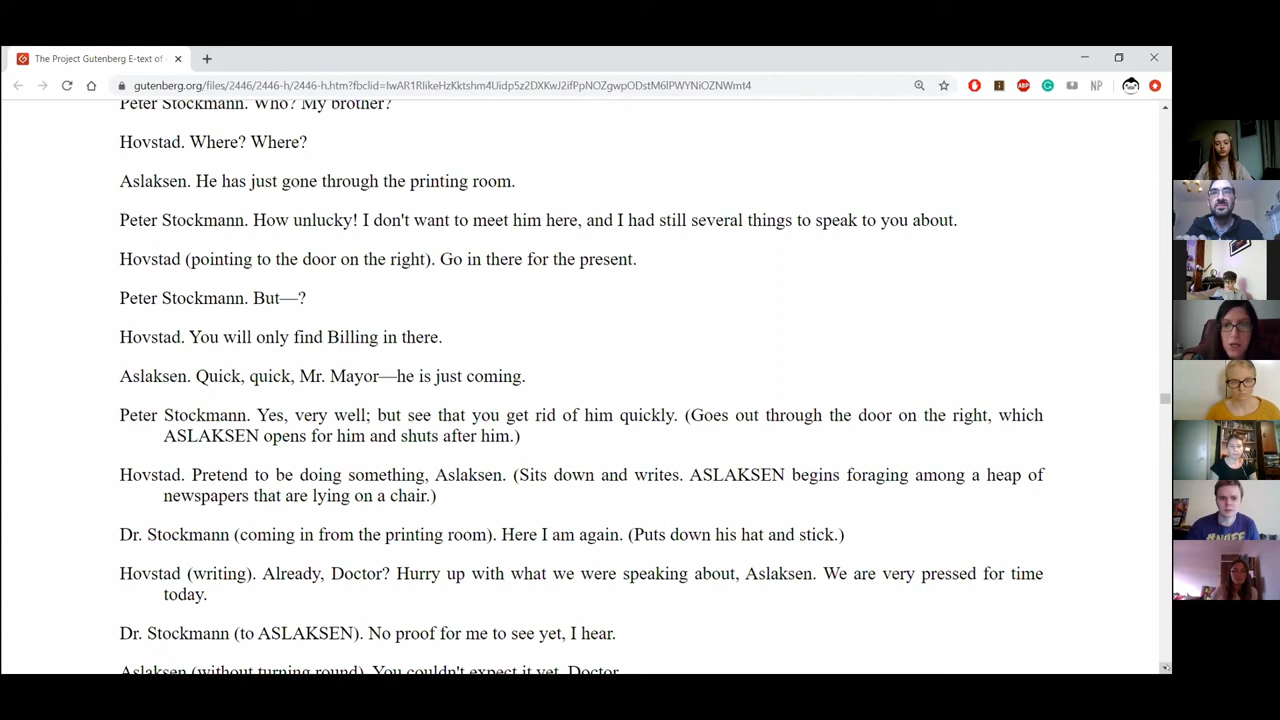 The Project Gutenberg E-text of
gutenberg.org/files/2446/2446-h/2446-h.htm?fbclid=IwAR1RIikeHzKktshm4Uidp5z2DXKwJ2ifPpNOZgwpODstM6lPWYNiOZNWmt4
ABP
NP
Peter Stockmann. Who? My brother?
Hovstad. Where? Where?
Aslaksen. He has just gone through the printing room.
Peter Stockmann. How unlucky! I don't want to meet him here, and I had still several things to speak to you about.
Hovstad (pointing to the door on the right). Go in there for the present.
Peter Stockmann. But—?
Hovstad. You will only find Billing in there.
Aslaksen. Quick, quick, Mr. Mayor—he is just coming.
Peter Stockmann. Yes, very well; but see that you get rid of him quickly. (Goes out through the door on the right, which
ASLAKSEN opens for him and shuts after him.)
Hovstad. Pretend to be doing something, Aslaksen. (Sits down and writes. ASLAKSEN begins foraging among a heap of
newspapers that are lying on a chair.)
Dr. Stockmann (coming in from the printing room). Here I am again. (Puts down his hat and stick.)
Hovstad (writing). Already, Doctor? Hurry up with what we were speaking about, Aslaksen. We are very pressed for time
today.
Dr. Stockmann (to ASLAKSEN). No proof for me to see yet, I hear.
Aslaksen (without turning round). You couldn't expect it yet, Doctor.